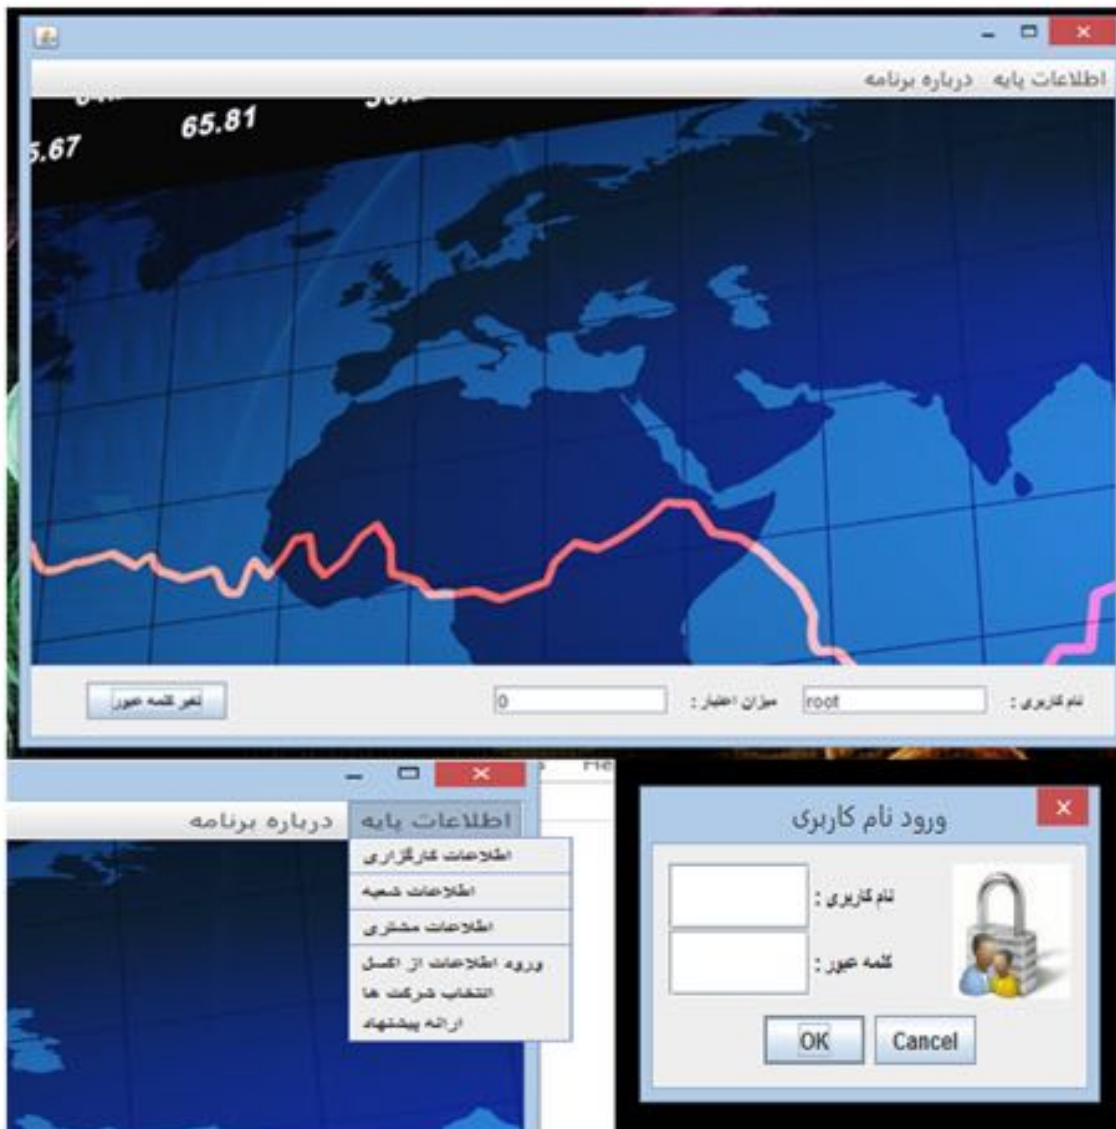 اطلاعات پایه درباره برنامه
65.81
5.67
نام کاربری : root میزان اعتبار : 0 تغیر کلمه عبور
اطلاعات پایه درباره برنامه
اطلاعات کارگزاری
اطلاعات شعبه
اطلاعات مشتری
ورود اطلاعات از اکسل
انتخاب شرکت ها
ارائه پیشنهاد
ورود نام کاربری
نام کاربری :
کلمه عبور :
OK Cancel